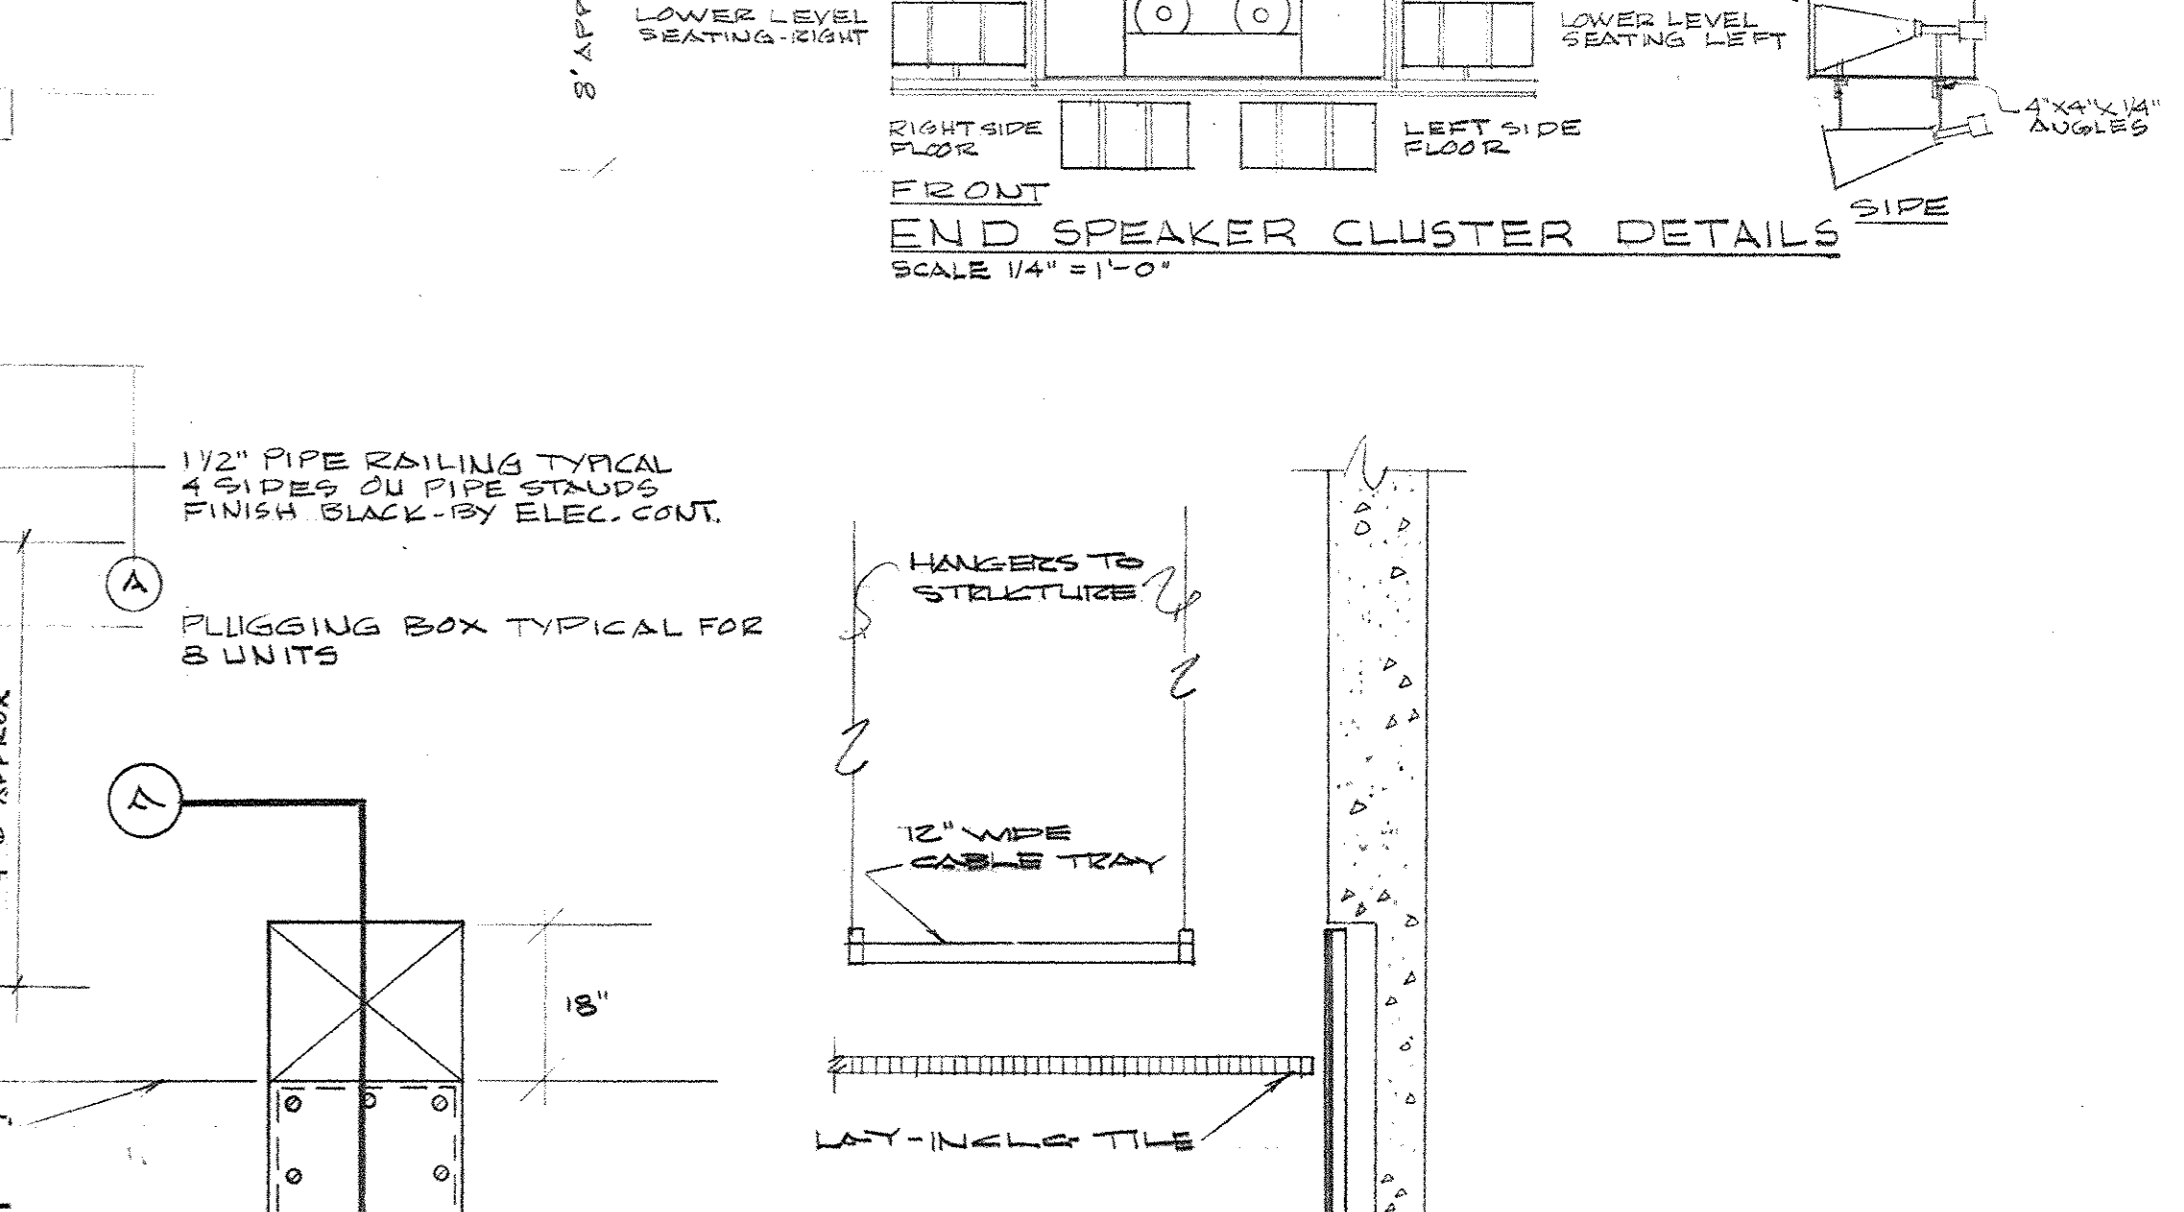 8' APP
LOWER LEVEL
SEATING-RIGHT
LOWER LEVEL
SEATING LEFT
4"X4"X1/4"
ANGLES
RIGHT SIDE
FLOOR
LEFT SIDE
FLOOR
FRONT
SIDE
END SPEAKER CLUSTER DETAILS
SCALE 1/4" = 1'-0"
1 1/2" PIPE RAILING TYPICAL
4 SIDES ON PIPE STANDS
FINISH BLACK-BY ELEC. CONT.
A
PLUGGING BOX TYPICAL FOR
8 UNITS
HANGERS TO
STRUCTURE
APPROX
A
12" WIDE
CABLE TRAY
18"
LAY-IN CLG TILE